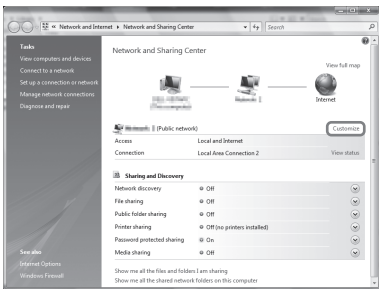 « Network and Internet ▸ Network and Sharing Center
Search
Tasks
View computers and devices
Connect to a network
Set up a connection or network
Manage network connections
Diagnose and repair
See also
Internet Options
Windows Firewall
Network and Sharing Center
View full map
Internet
(Public network)
Customize
Access Local and Internet
Connection Local Area Connection 2 View status
Sharing and Discovery
Network discovery Off
File sharing Off
Public folder sharing Off
Printer sharing Off (no printers installed)
Password protected sharing On
Media sharing Off
Show me all the files and folders I am sharing
Show me all the shared network folders on this computer